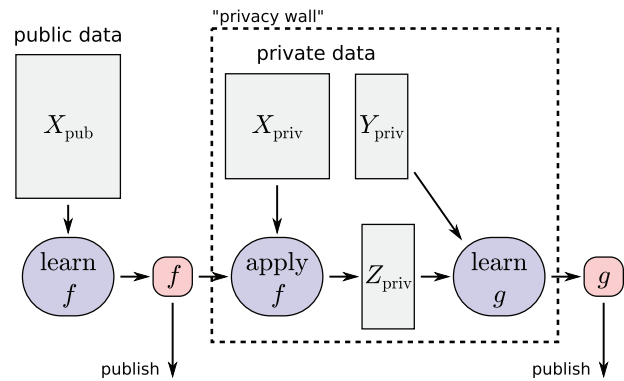 "privacy wall"
public data
private data
X_pub
X_priv
Y_priv
learn
f
f
apply
f
Z_priv
learn
g
g
publish
publish